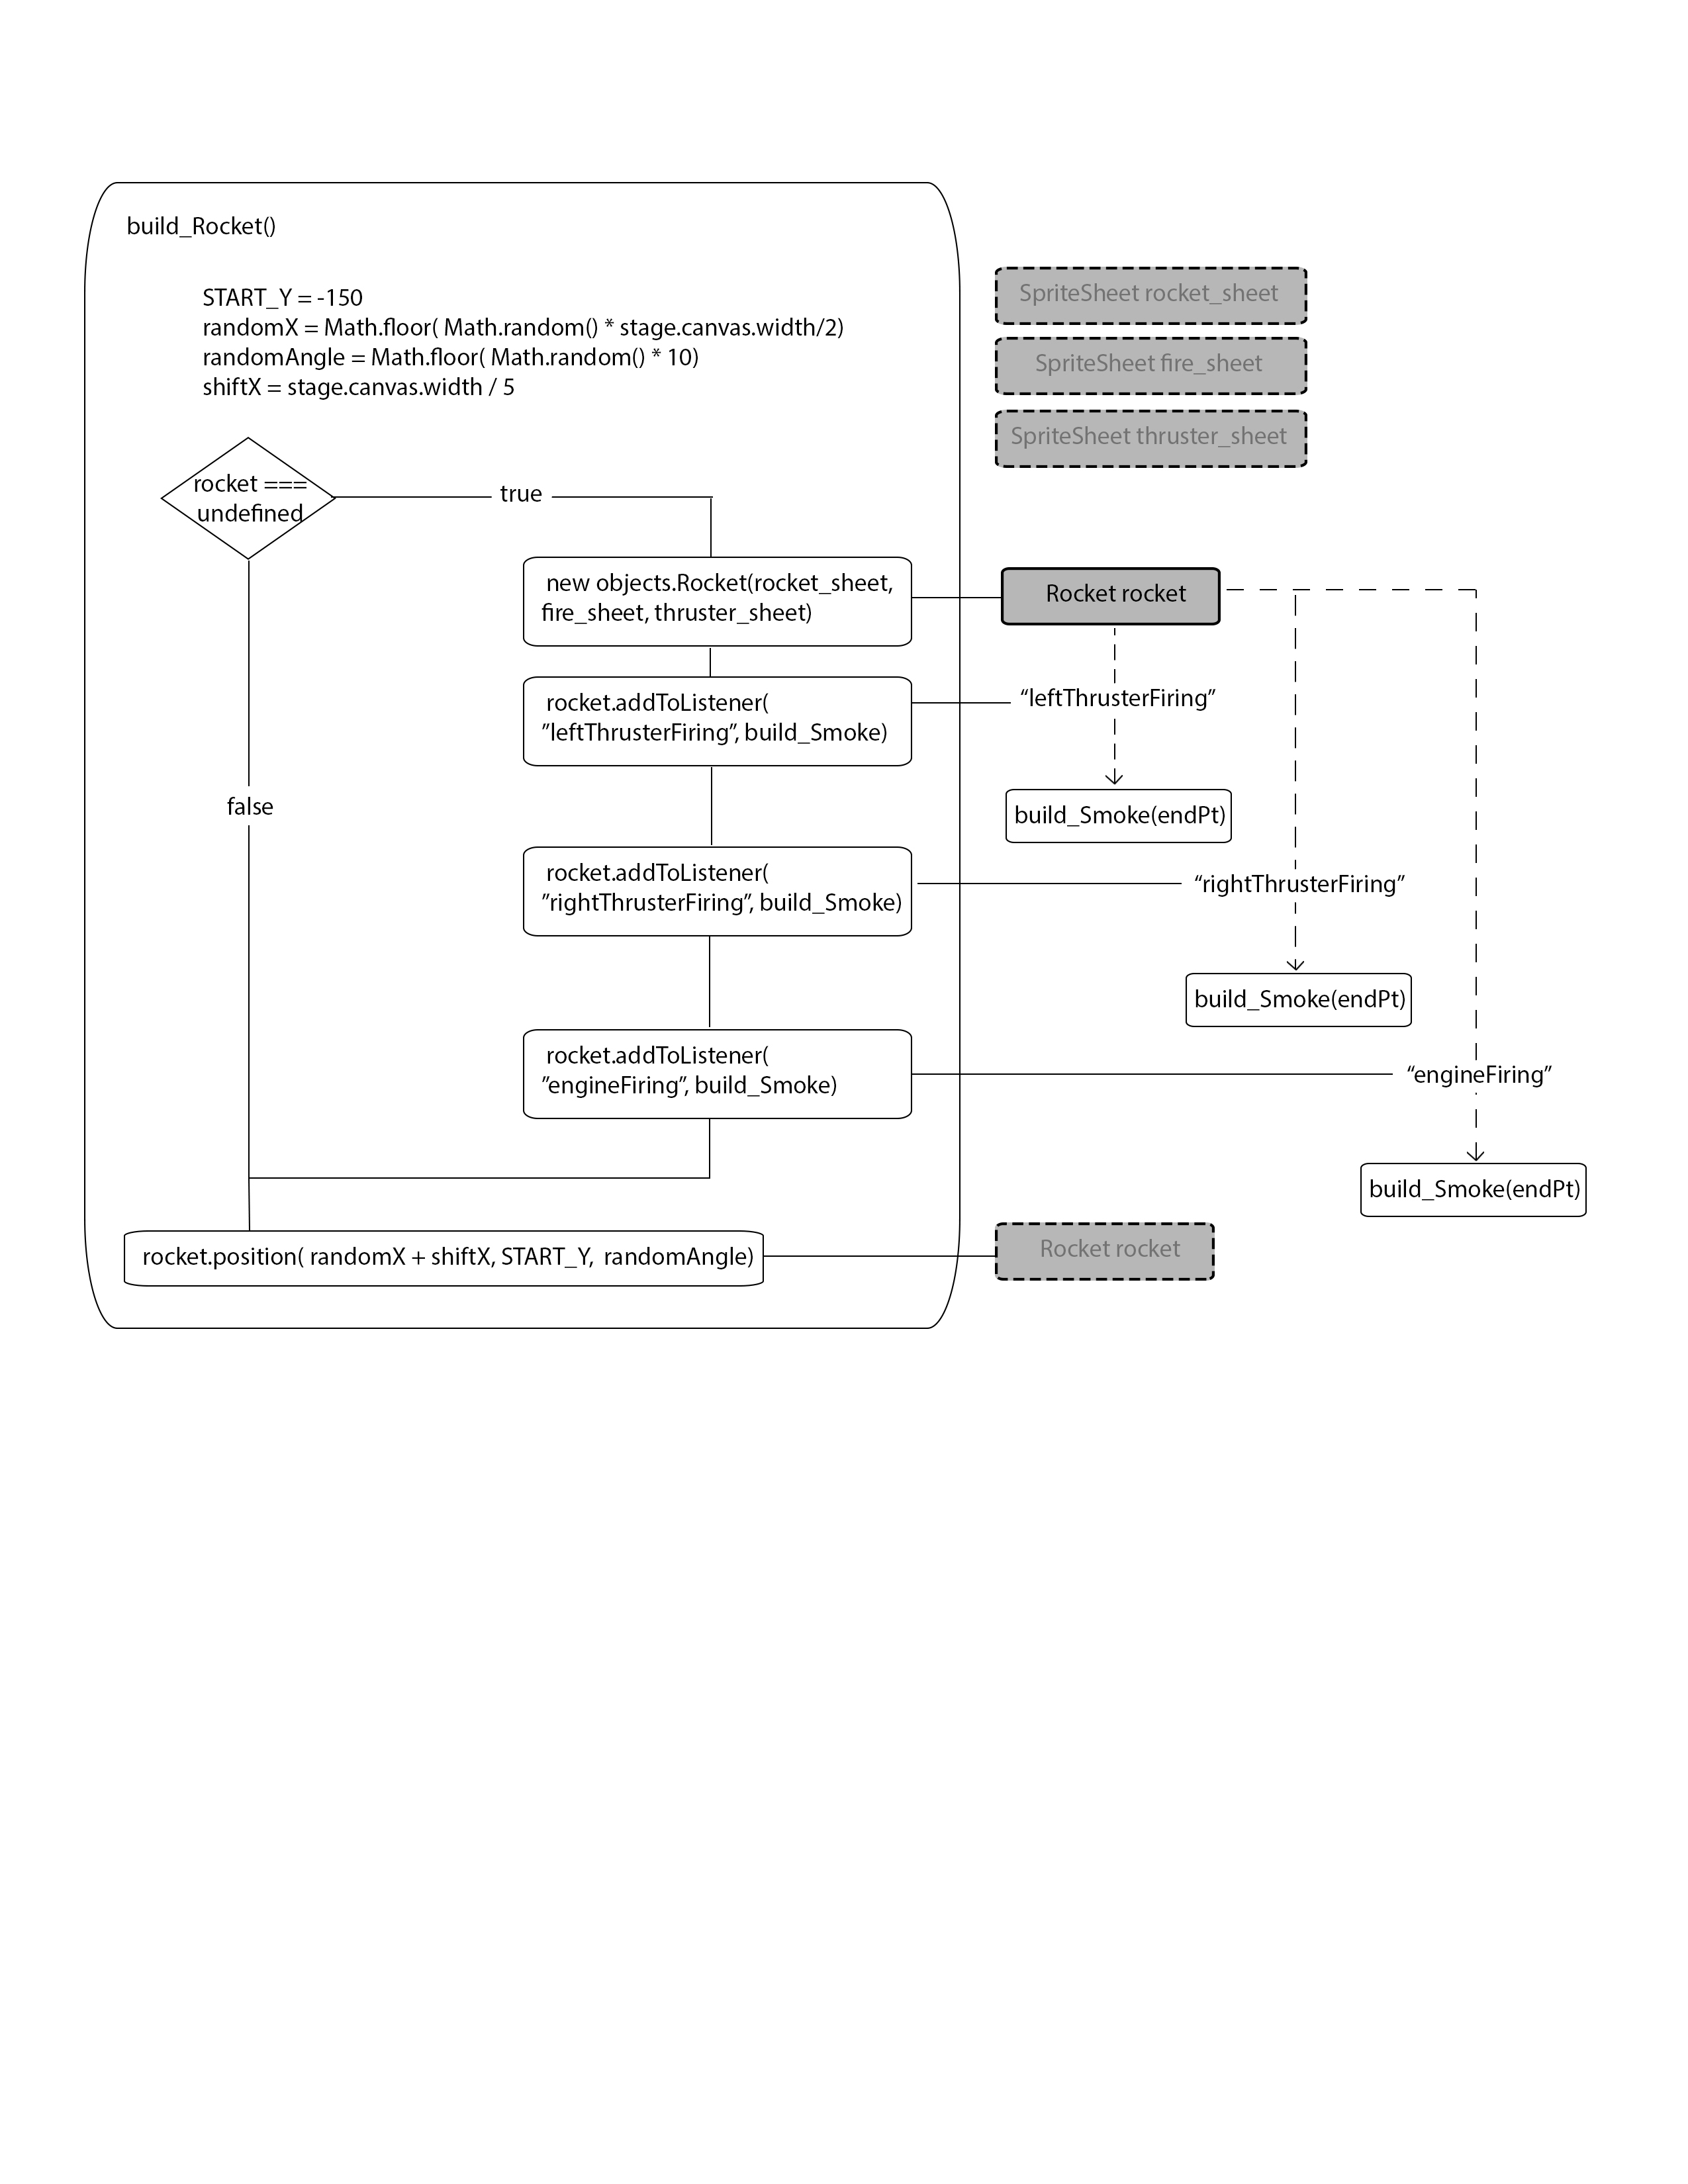 build_Rocket()
START_Y = -150
randomX = Math.floor( Math.random() * stage.canvas.width/2)
randomAngle = Math.floor( Math.random() * 10)
shiftX = stage.canvas.width / 5
SpriteSheet rocket_sheet
SpriteSheet fire_sheet
SpriteSheet thruster_sheet
rocket ===
undefined
true
new objects.Rocket(rocket_sheet,
fire_sheet, thruster_sheet)
Rocket rocket
rocket.addToListener(
”leftThrusterFiring”, build_Smoke)
“leftThrusterFiring”
false
build_Smoke(endPt)
rocket.addToListener(
”rightThrusterFiring”, build_Smoke)
“rightThrusterFiring”
build_Smoke(endPt)
rocket.addToListener(
”engineFiring”, build_Smoke)
“engineFiring”
build_Smoke(endPt)
rocket.position( randomX + shiftX, START_Y,  randomAngle)
Rocket rocket